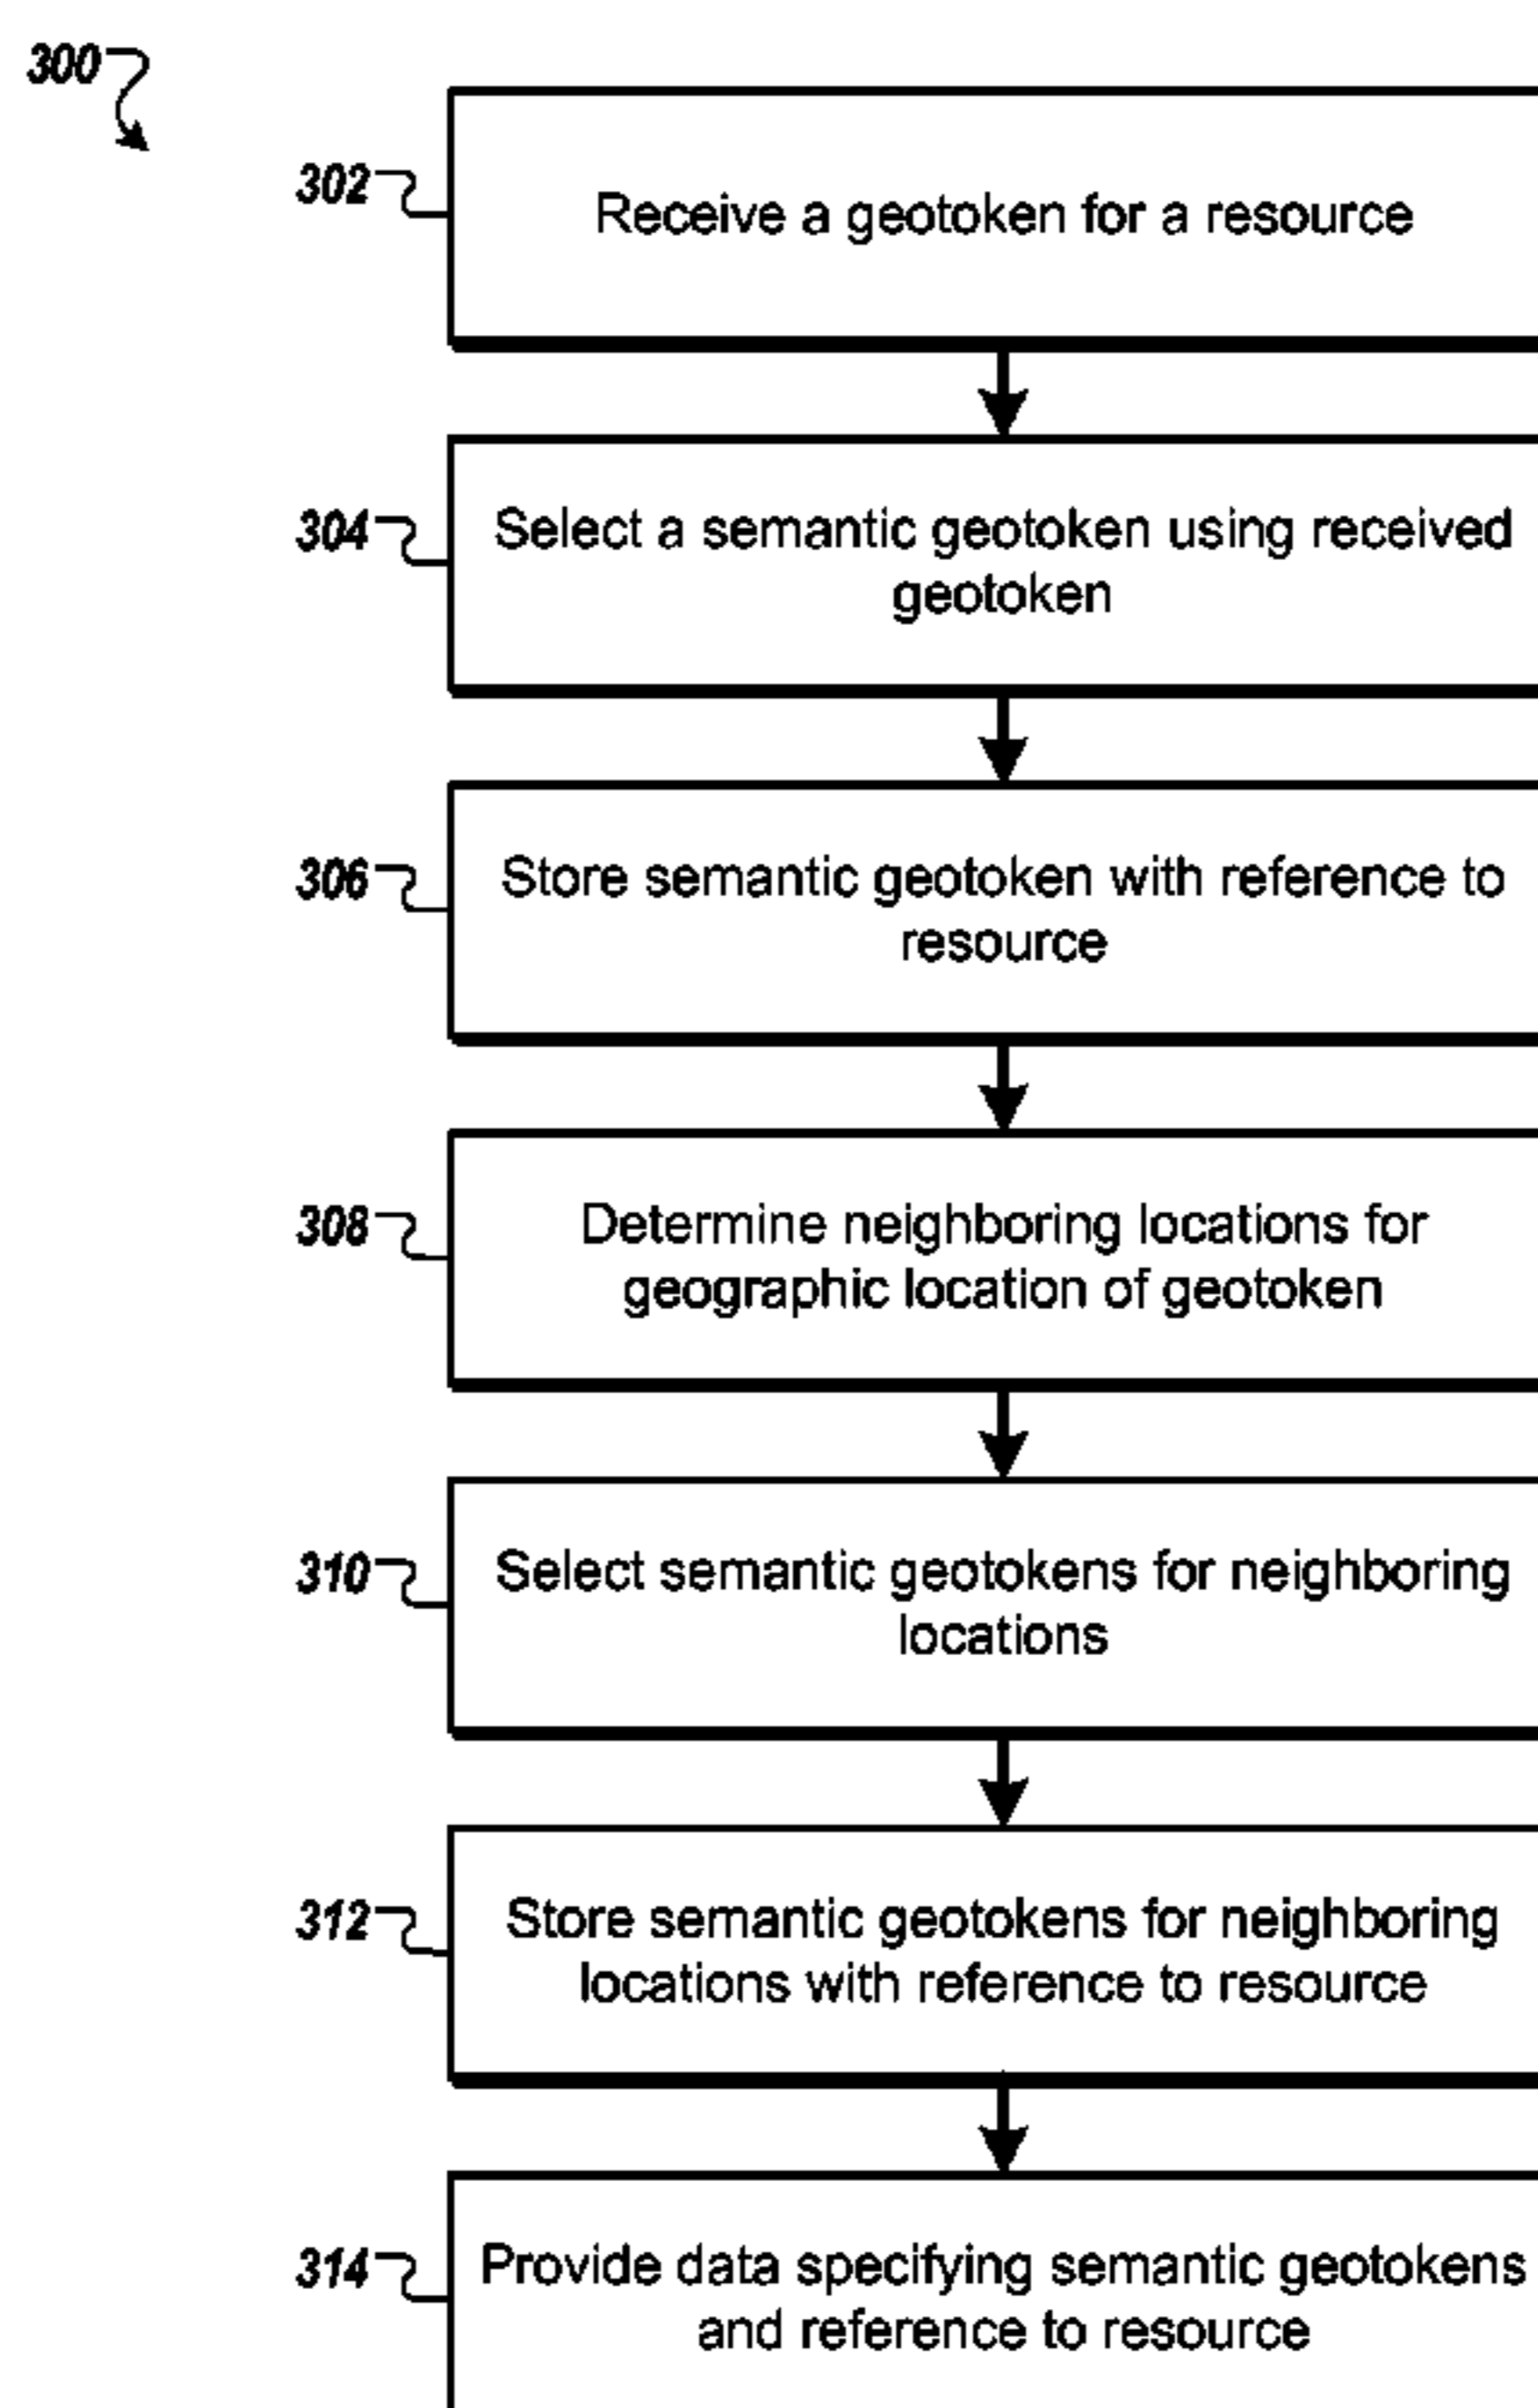 300
302
Receive a geotoken for a resource
304
Select a semantic geotoken using received
geotoken
306
Store semantic geotoken with reference to
resource
308
Determine neighboring locations for
geographic location of geotoken
310
Select semantic geotokens for neighboring
locations
312
Store semantic geotokens for neighboring
locations with reference to resource
314
Provide data specifying semantic geotokens
and reference to resource